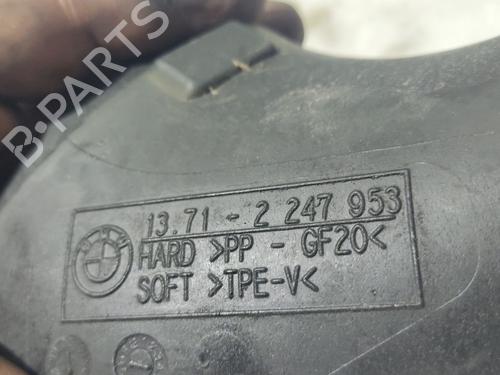 B-PARTS
13.71 - 2 247 953
HARD >PP - GF20<
SOFT >TPE-V<